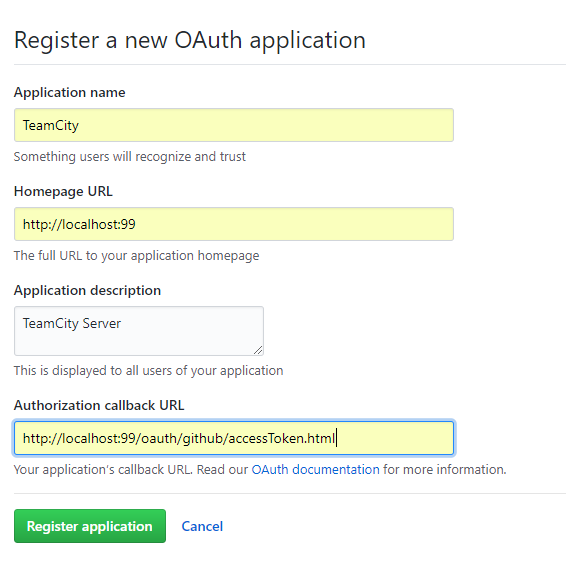 Register a new OAuth application
Application name
TeamCity
Something users will recognize and trust
Homepage URL
http://localhost:99
The full URL to your application homepage
Application description
TeamCity Server
This is displayed to all users of your application
Authorization callback URL
http://localhost:99/oauth/github/accessToken.html
Your application’s callback URL. Read our OAuth documentation for more information.
Register application Cancel